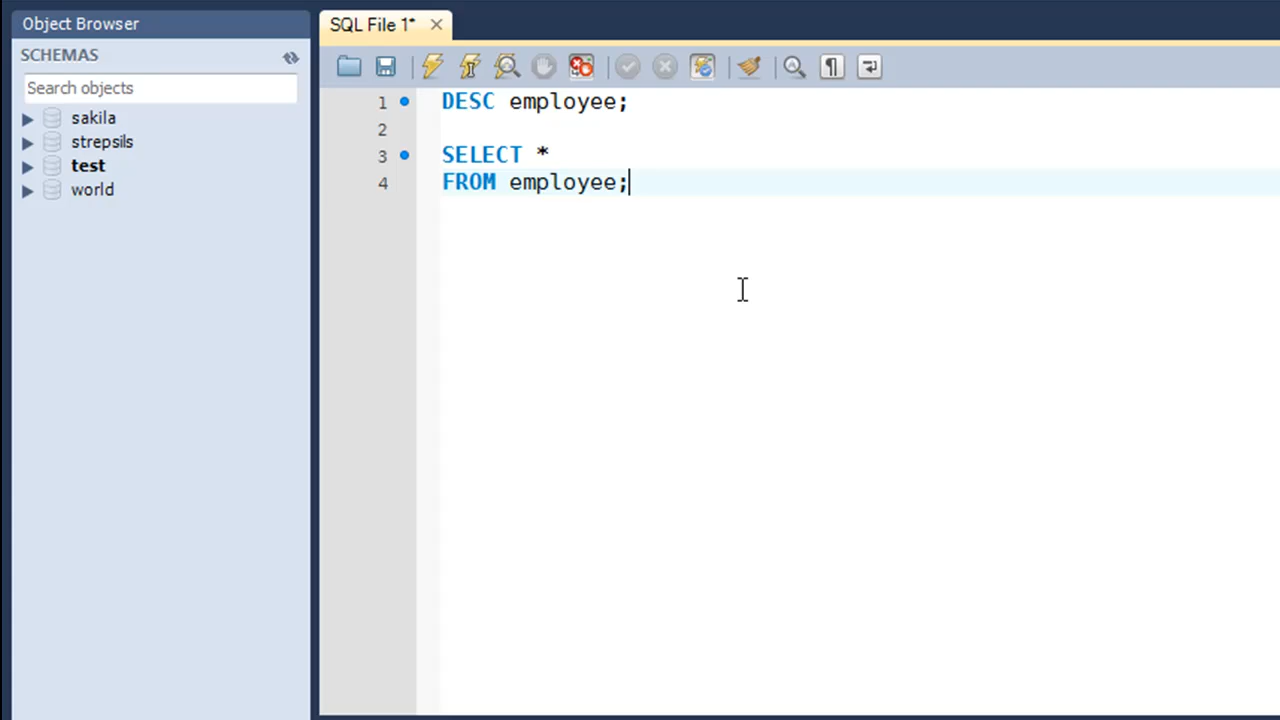 Object Browser
SCHEMAS
Search objects
sakila
strepsils
test
world
SQL File 1*
1 DESC employee;
2
3 SELECT *
4 FROM employee;